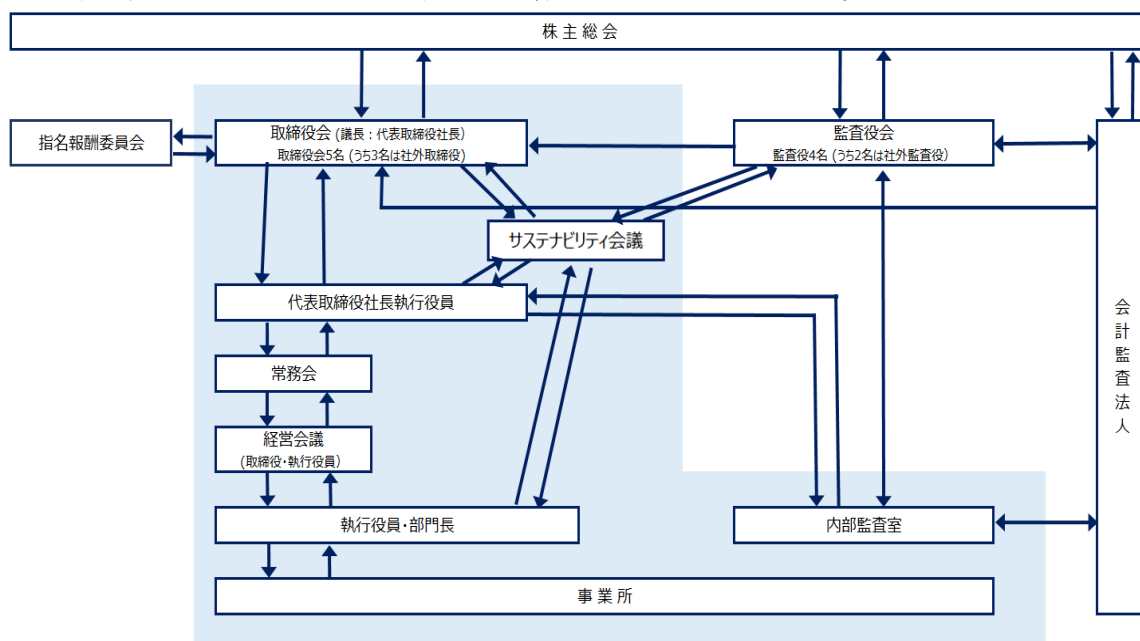 株主総会
指名報酬委員会
取締役会 (議長：代表取締役社長)
取締役会5名 (うち3名は社外取締役)
監査役会
監査役4名 (うち2名は社外監査役)
サステナビリティ会議
代表取締役社長執行役員
会計監査法人
常務会
経営会議
(取締役・執行役員)
執行役員・部門長
内部監査室
事業所